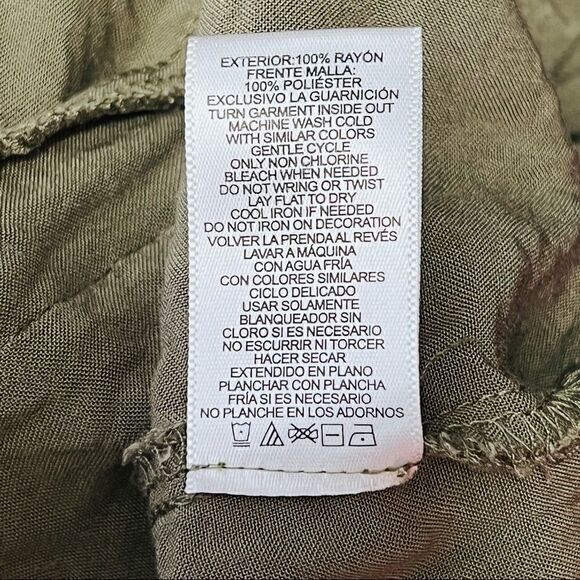 EXTERIOR:100% RAYÓN
FRENTE MALLA:
100% POLIÉSTER
EXCLUSIVO LA GUARNICIÓN
TURN GARMENT INSIDE OUT
MACHINE WASH COLD
WITH SIMILAR COLORS
GENTLE CYCLE
ONLY NON CHLORINE
BLEACH WHEN NEEDED
DO NOT WRING OR TWIST
LAY FLAT TO DRY
COOL IRON IF NEEDED
DO NOT IRON ON DECORATION
VOLVER LA PRENDA AL REVÉS
LAVAR A MÁQUINA
CON AGUA FRÍA
CON COLORES SIMILARES
CICLO DELICADO
USAR SOLAMENTE
BLANQUEADOR SIN
CLORO SI ES NECESARIO
NO ESCURRIR NI TORCER
HACER SECAR
EXTENDIDO EN PLANO
PLANCHAR CON PLANCHA
FRÍA SI ES NECESARIO
NO PLANCHE EN LOS ADORNOS